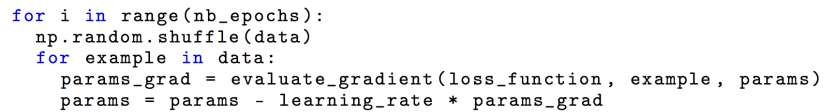 for i in range(nb_epochs):
  np.random.shuffle(data)
  for example in data:
    params_grad = evaluate_gradient(loss_function, example, params)
    params = params - learning_rate * params_grad